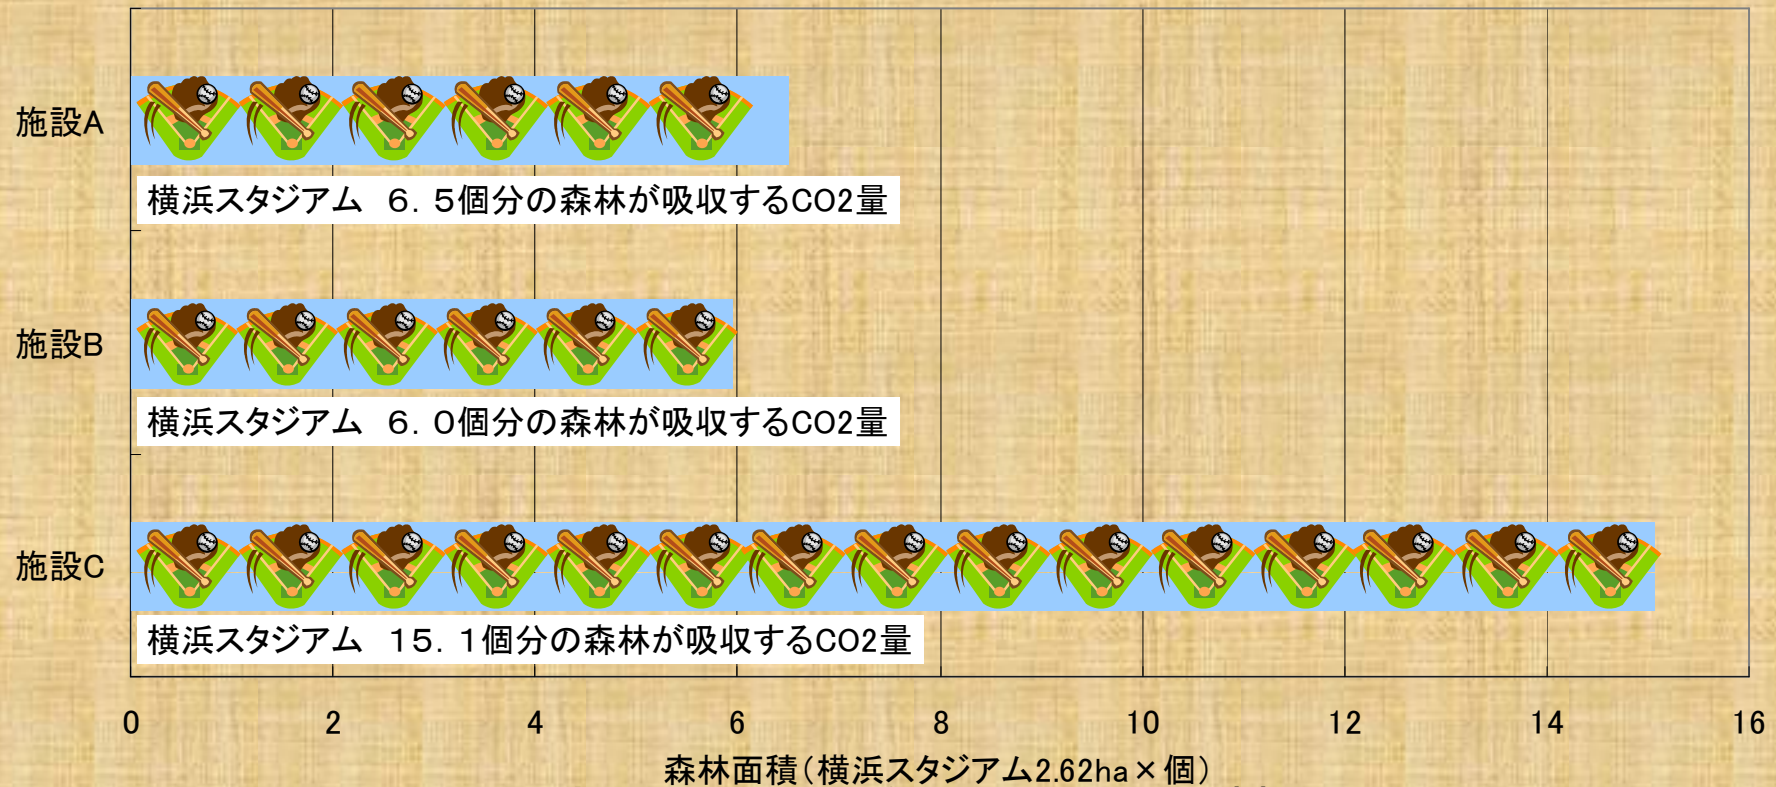 施設A
横浜スタジアム　６．５個分の森林が吸収するCO2量
施設B
横浜スタジアム　６．０個分の森林が吸収するCO2量
施設C
横浜スタジアム　１５．１個分の森林が吸収するCO2量
0 2 4 6 8 10 12 14 16
森林面積（横浜スタジアム2.62ha×個）